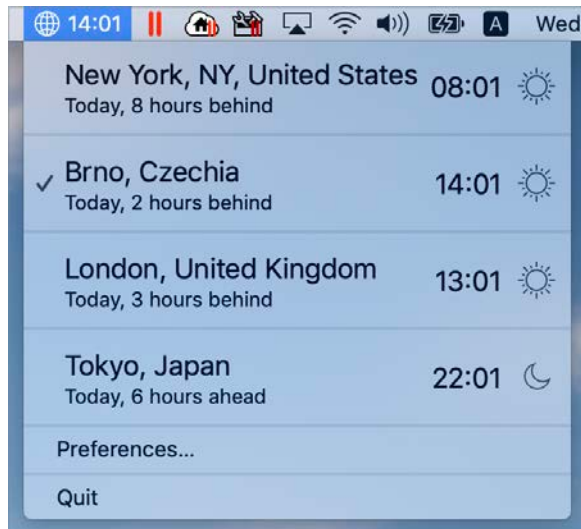 14:01 A Wed
New York, NY, United States 08:01
Today, 8 hours behind
Brno, Czechia 14:01
Today, 2 hours behind
London, United Kingdom 13:01
Today, 3 hours behind
Tokyo, Japan 22:01
Today, 6 hours ahead
Preferences...
Quit